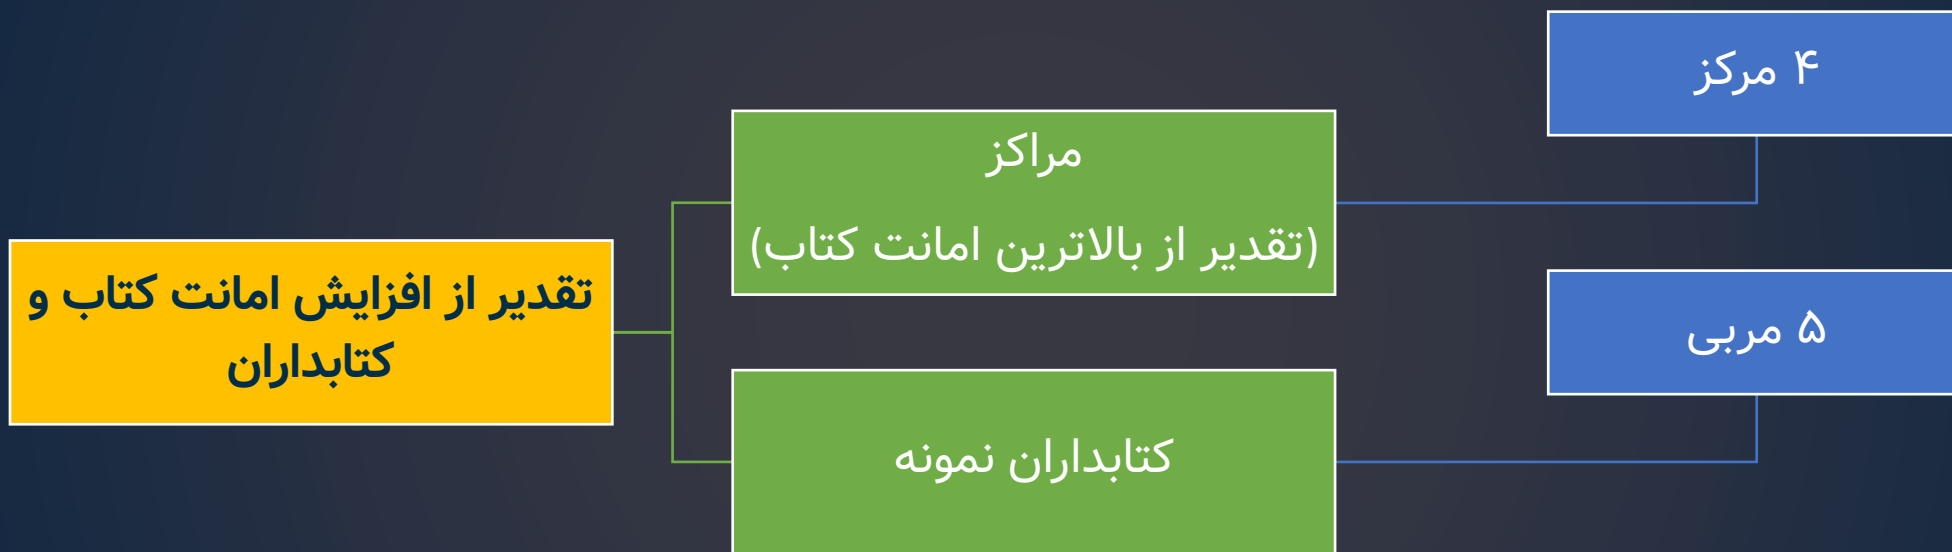 تقدیر از افزایش امانت کتاب و
کتابداران
مراکز
(تقدیر از بالاترین امانت کتاب)
۴ مرکز
کتابداران نمونه
۵ مربی